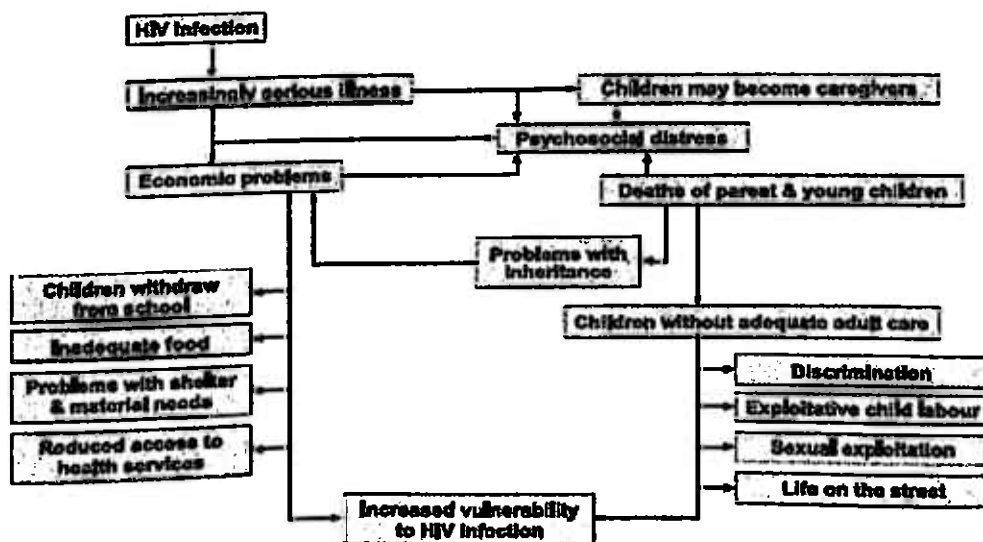 HIV infection
Increasingly serious illness
Children may become caregivers
Psychosocial distress
Economic problems
Deaths of parent & young children
Problems with
inheritance
Children withdraw
from school
Children without adequate adult care
Inadequate food
Discrimination
Problems with shelter
& material needs
Exploitative child labour
Reduced access to
health services
Sexual exploitation
Life on the street
Increased vulnerability
to HIV infection